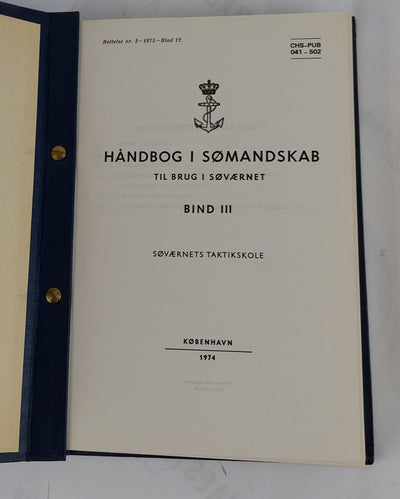 Rettelse nr. 3 – 1975 – Bind 12
CHS-PUB
041 - 502
HÅNDBOG I SØMANDSKAB
TIL BRUG I SØVÆRNET
BIND III
SØVÆRNETS TAKTIKSKOLE
KØBENHAVN
1974